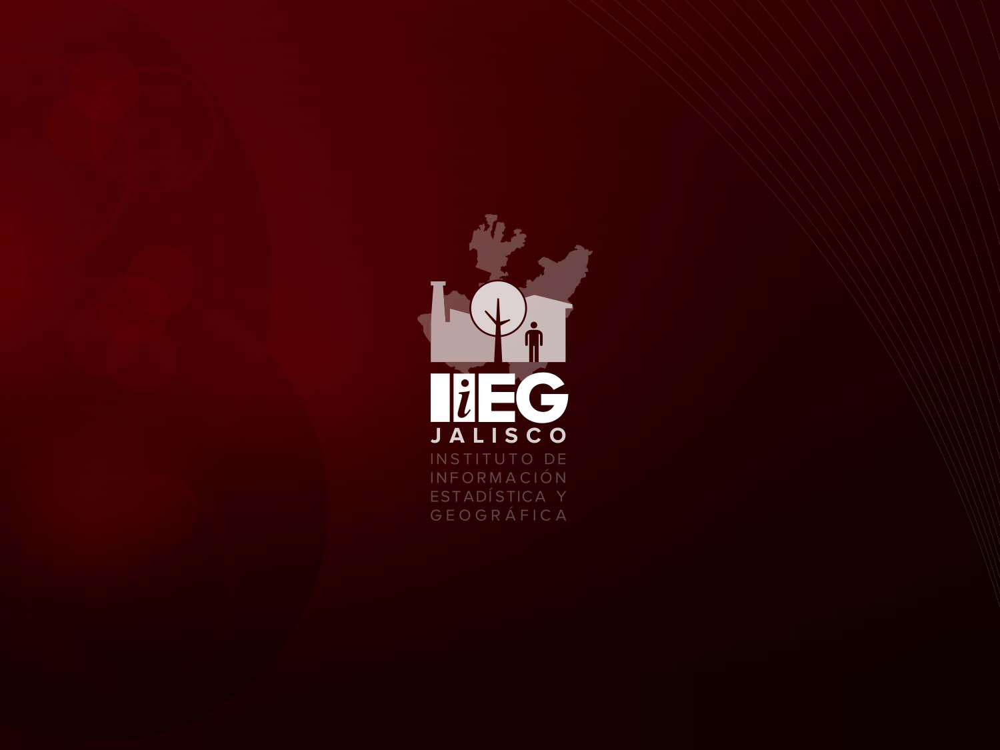 IiEG
JALISCO
INSTITUTO DE
INFORMACIÓN
ESTADÍSTICA Y
GEOGRÁFICA